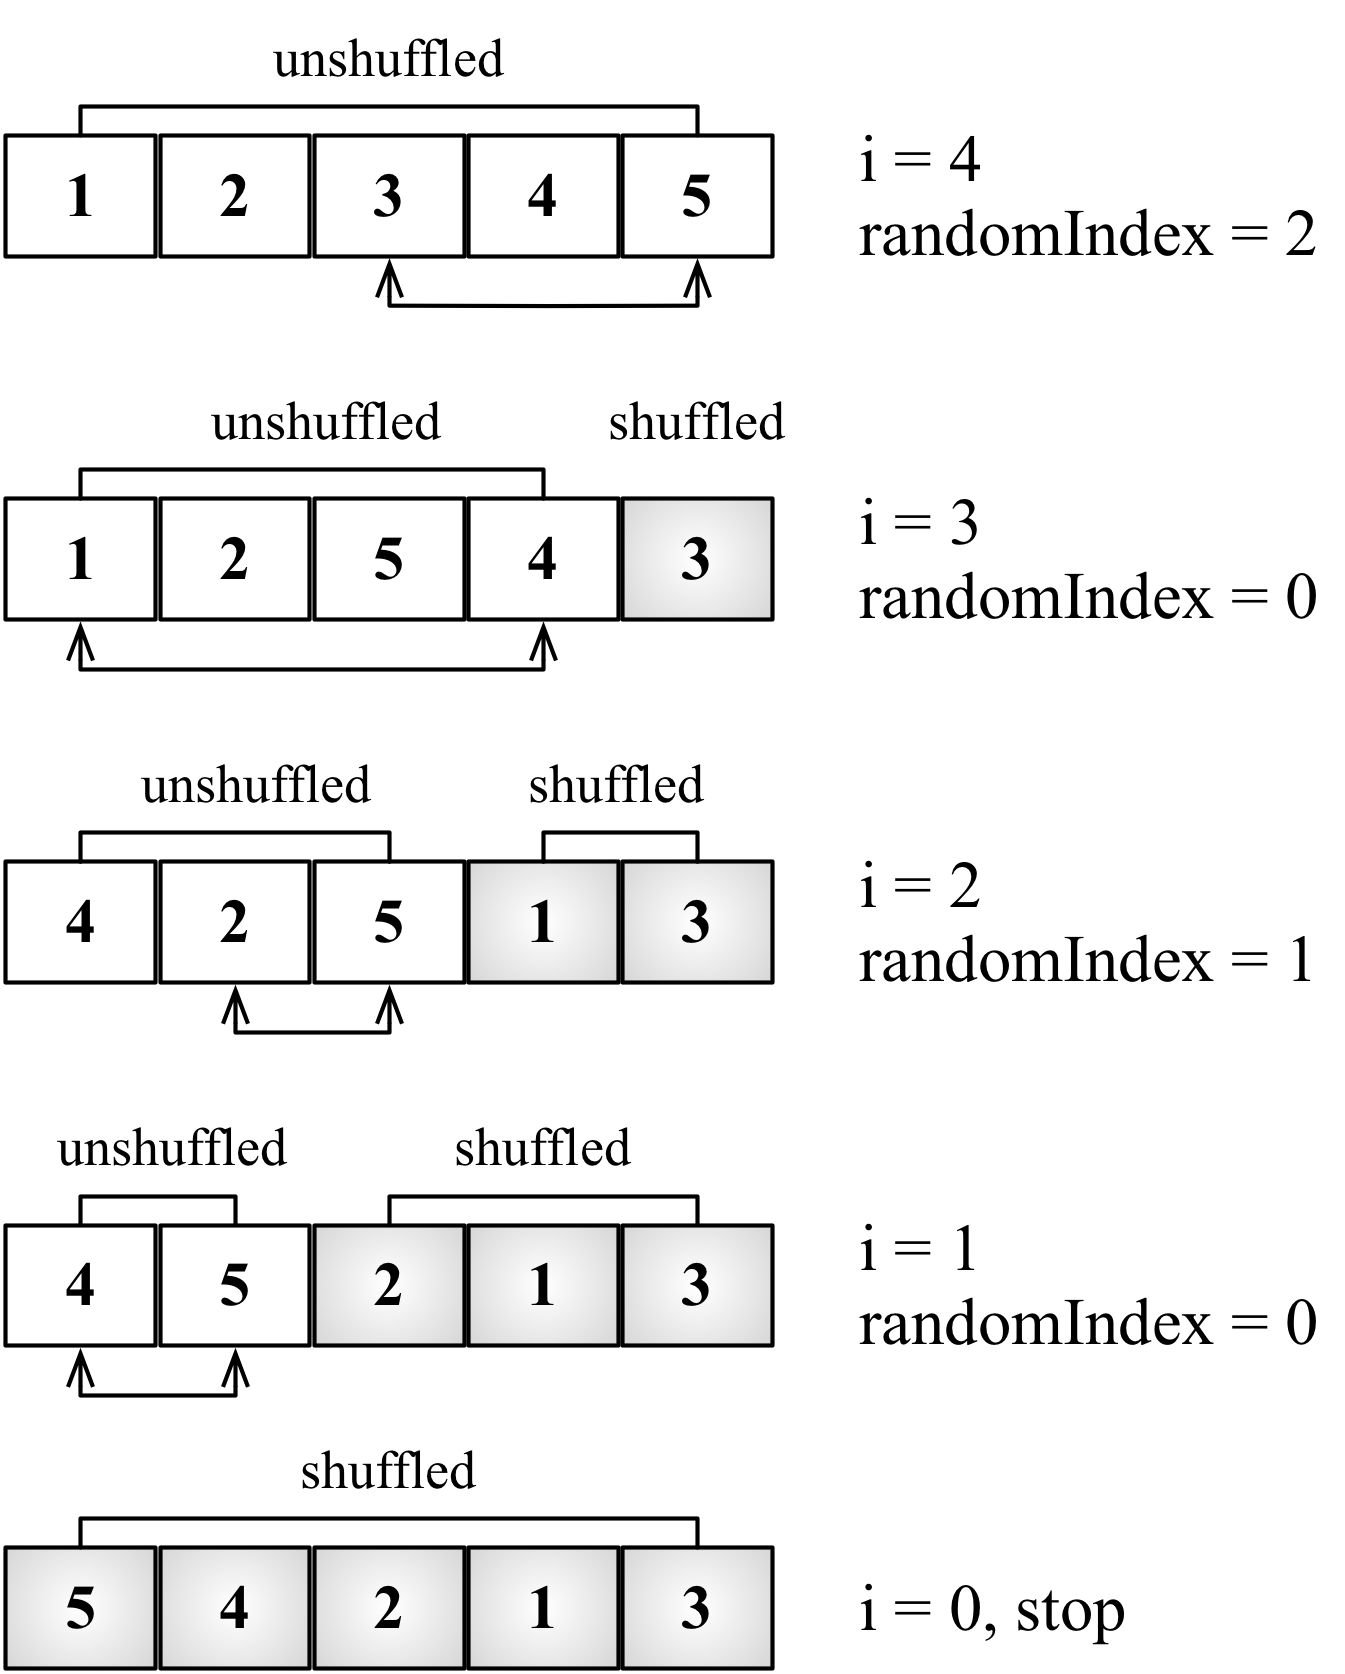 unshuffled
1 2 3 4 5
i = 4
randomIndex = 2
unshuffled shuffled
1 2 5 4 3
i = 3
randomIndex = 0
unshuffled shuffled
4 2 5 1 3
i = 2
randomIndex = 1
unshuffled shuffled
4 5 2 1 3
i = 1
randomIndex = 0
shuffled
5 4 2 1 3
i = 0, stop